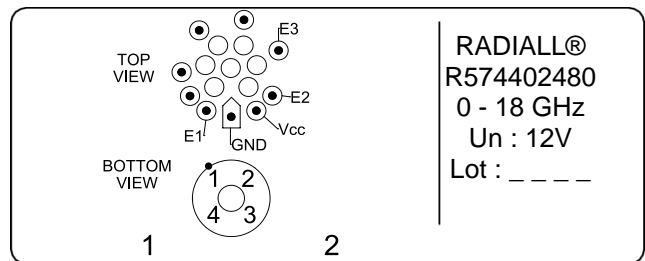 TOP
VIEW
E3
E2
Vcc
E1
GND
BOTTOM
VIEW
1 2
4 3
1 2
RADIALL®
R574402480
0 - 18 GHz
Un : 12V
Lot : _ _ _ _